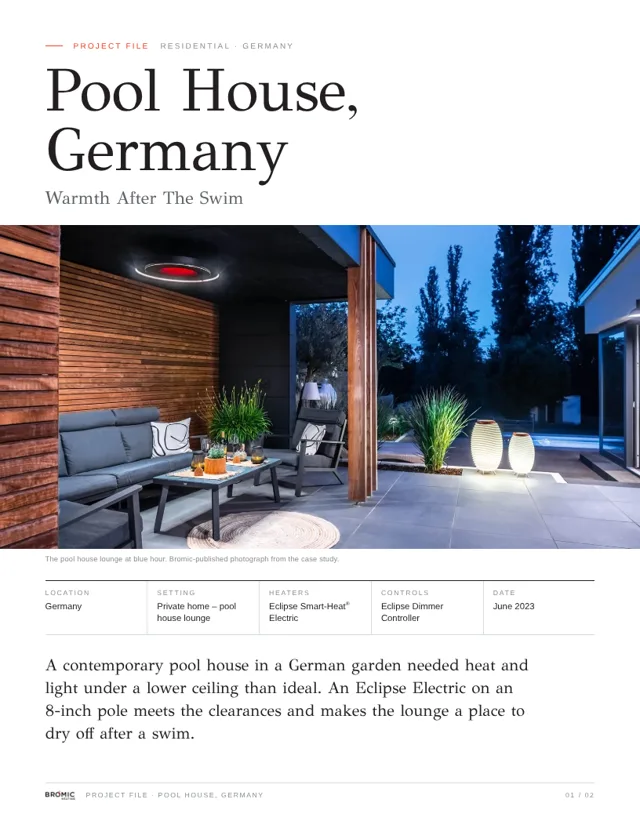 PROJECT FILE RESIDENTIAL · GERMANY
Pool House,
Germany
Warmth After The Swim
The pool house lounge at blue hour. Bromic-published photograph from the case study.
LOCATION
Germany
SETTING
Private home – pool
house lounge
HEATERS
Eclipse Smart-Heat®
Electric
CONTROLS
Eclipse Dimmer
Controller
DATE
June 2023
A contemporary pool house in a German garden needed heat and
light under a lower ceiling than ideal. An Eclipse Electric on an
8-inch pole meets the clearances and makes the lounge a place to
dry off after a swim.
BROMIC PROJECT FILE · POOL HOUSE, GERMANY 01 / 02